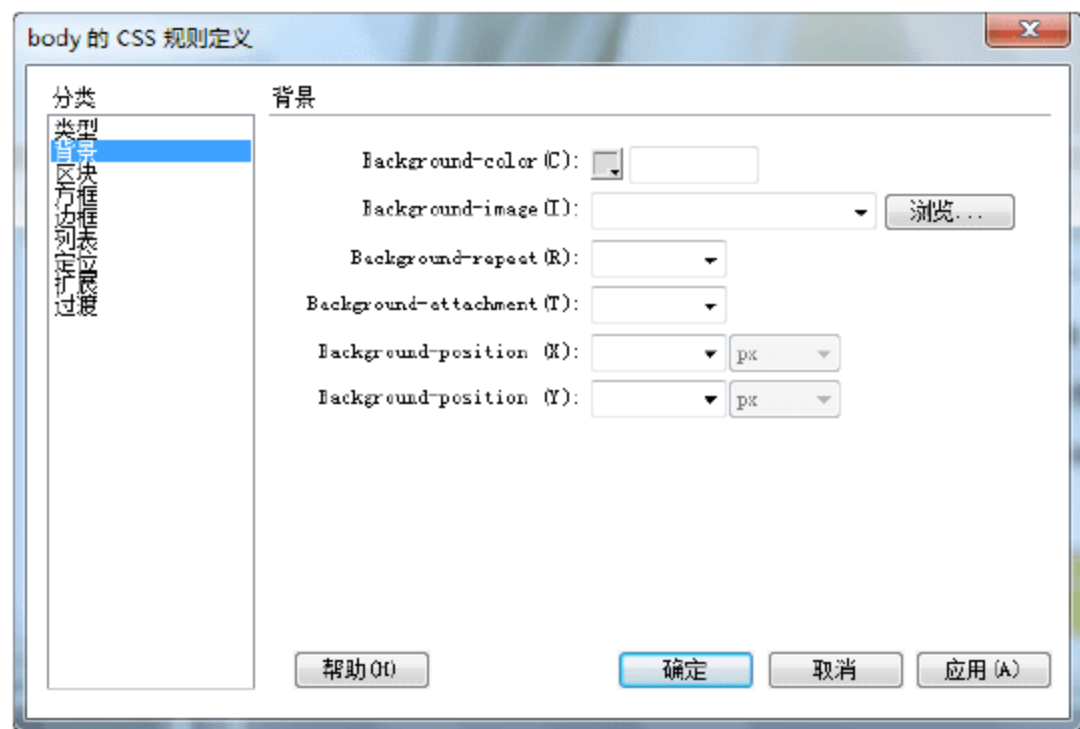 body 的 CSS 规则定义
分类
背景
类型
背景
区块
方框
边框
列表
定位
扩展
过渡
Background-color(C):
Background-image(I):
浏览...
Background-repeat(R):
Background-attachment(T):
Background-position (X):
px
Background-position (Y):
px
帮助(H)
确定
取消
应用(A)